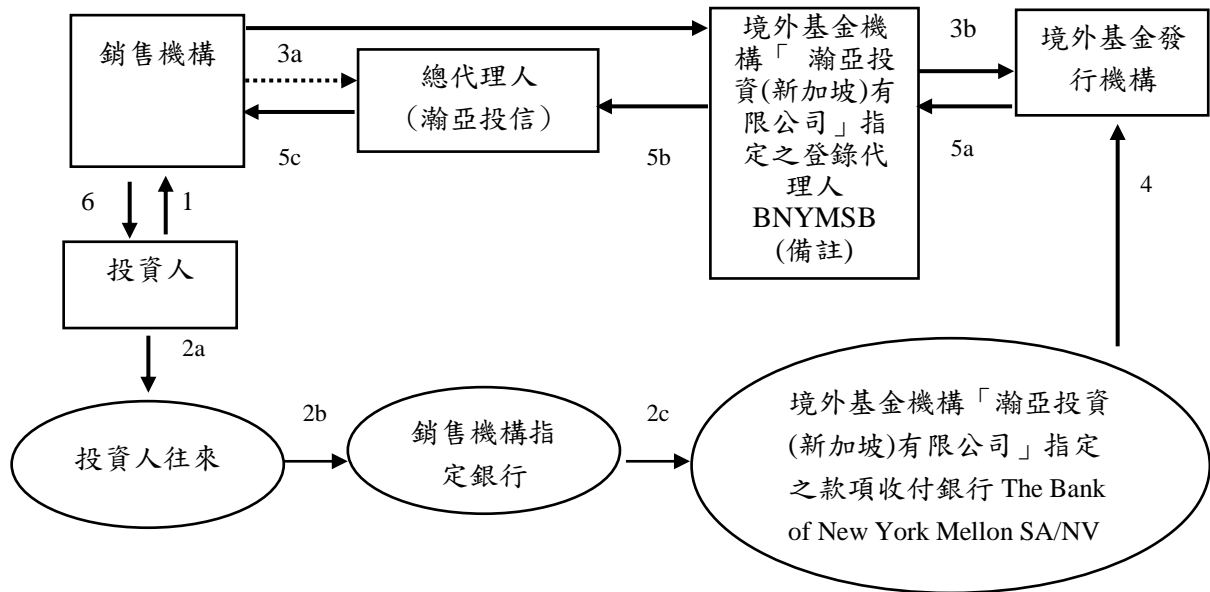 銷售機構
3a
總代理人
（瀚亞投信）
5c
5b
境外基金機
構「 瀚亞投
資(新加坡)有
限公司」指
定之登錄代
理人
BNYMSB
(備註)
3b
5a
境外基金發
行機構
4
6
1
投資人
2a
投資人往來
2b
銷售機構指
定銀行
2c
境外基金機構「瀚亞投資
(新加坡)有限公司」指定
之款項收付銀行 The Bank
of New York Mellon SA/NV